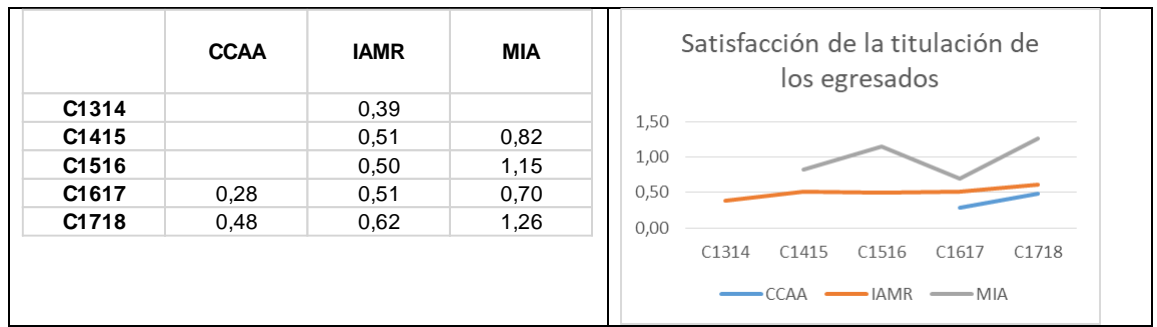 CCAA IAMR MIA
C1314 0,39
C1415 0,51 0,82
C1516 0,50 1,15
C1617 0,28 0,51 0,70
C1718 0,48 0,62 1,26
Satisfacción de la titulación de
los egresados
1,50
1,00
0,50
0,00
C1314 C1415 C1516 C1617 C1718
CCAA IAMR MIA